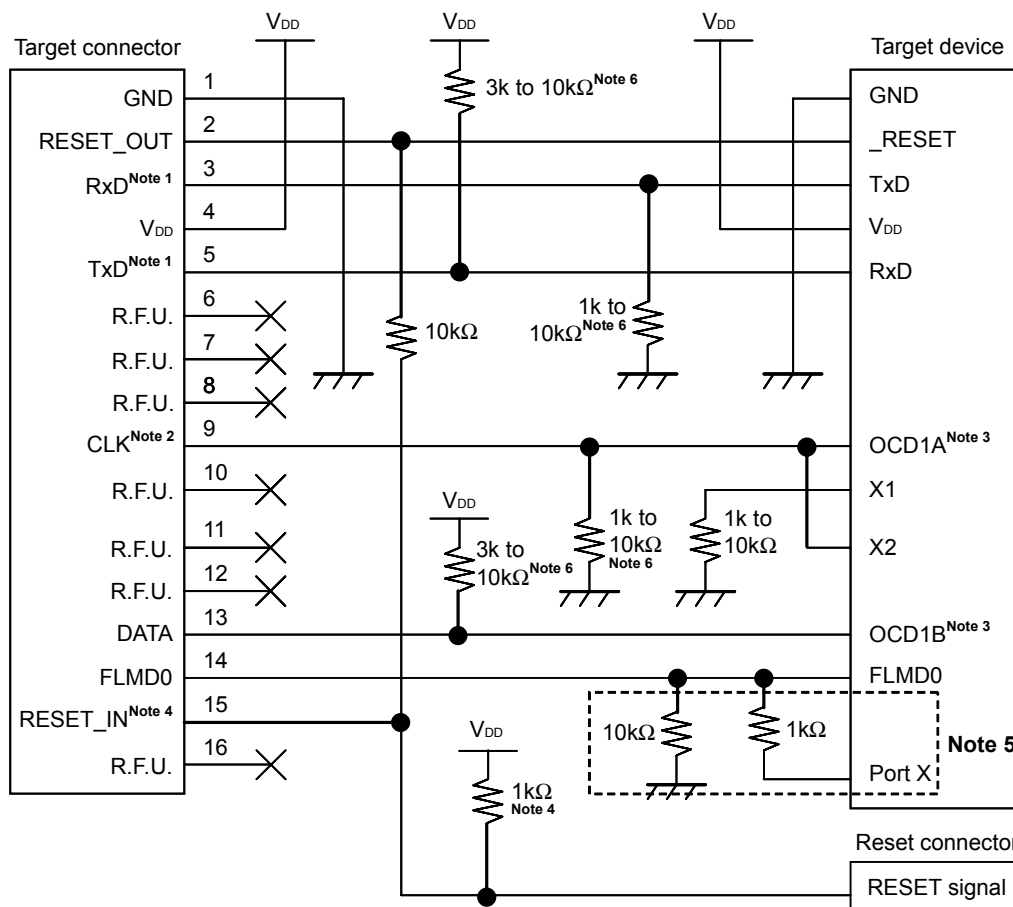 VDD
VDD
VDD
Target connector
Target device
1
GND
3k to 10kΩNote 6
GND
2
RESET_OUT
_RESET
3
RxDNote 1
TxD
4
VDD
VDD
5
TxDNote 1
RxD
6
R.F.U.
10kΩ
1k to
10kΩNote 6
7
R.F.U.
8
R.F.U.
9
CLKNote 2
OCD1ANote 3
10
R.F.U.
VDD
X1
1k to
10kΩ
Note 6
1k to
10kΩ
11
R.F.U.
3k to
10kΩNote 6
X2
12
R.F.U.
13
DATA
OCD1BNote 3
14
FLMD0
FLMD0
15
RESET_INNote 4
10kΩ
1kΩ
Note 5
16
R.F.U.
VDD
Port X
1kΩ
Note 4
Reset connector
RESET signal